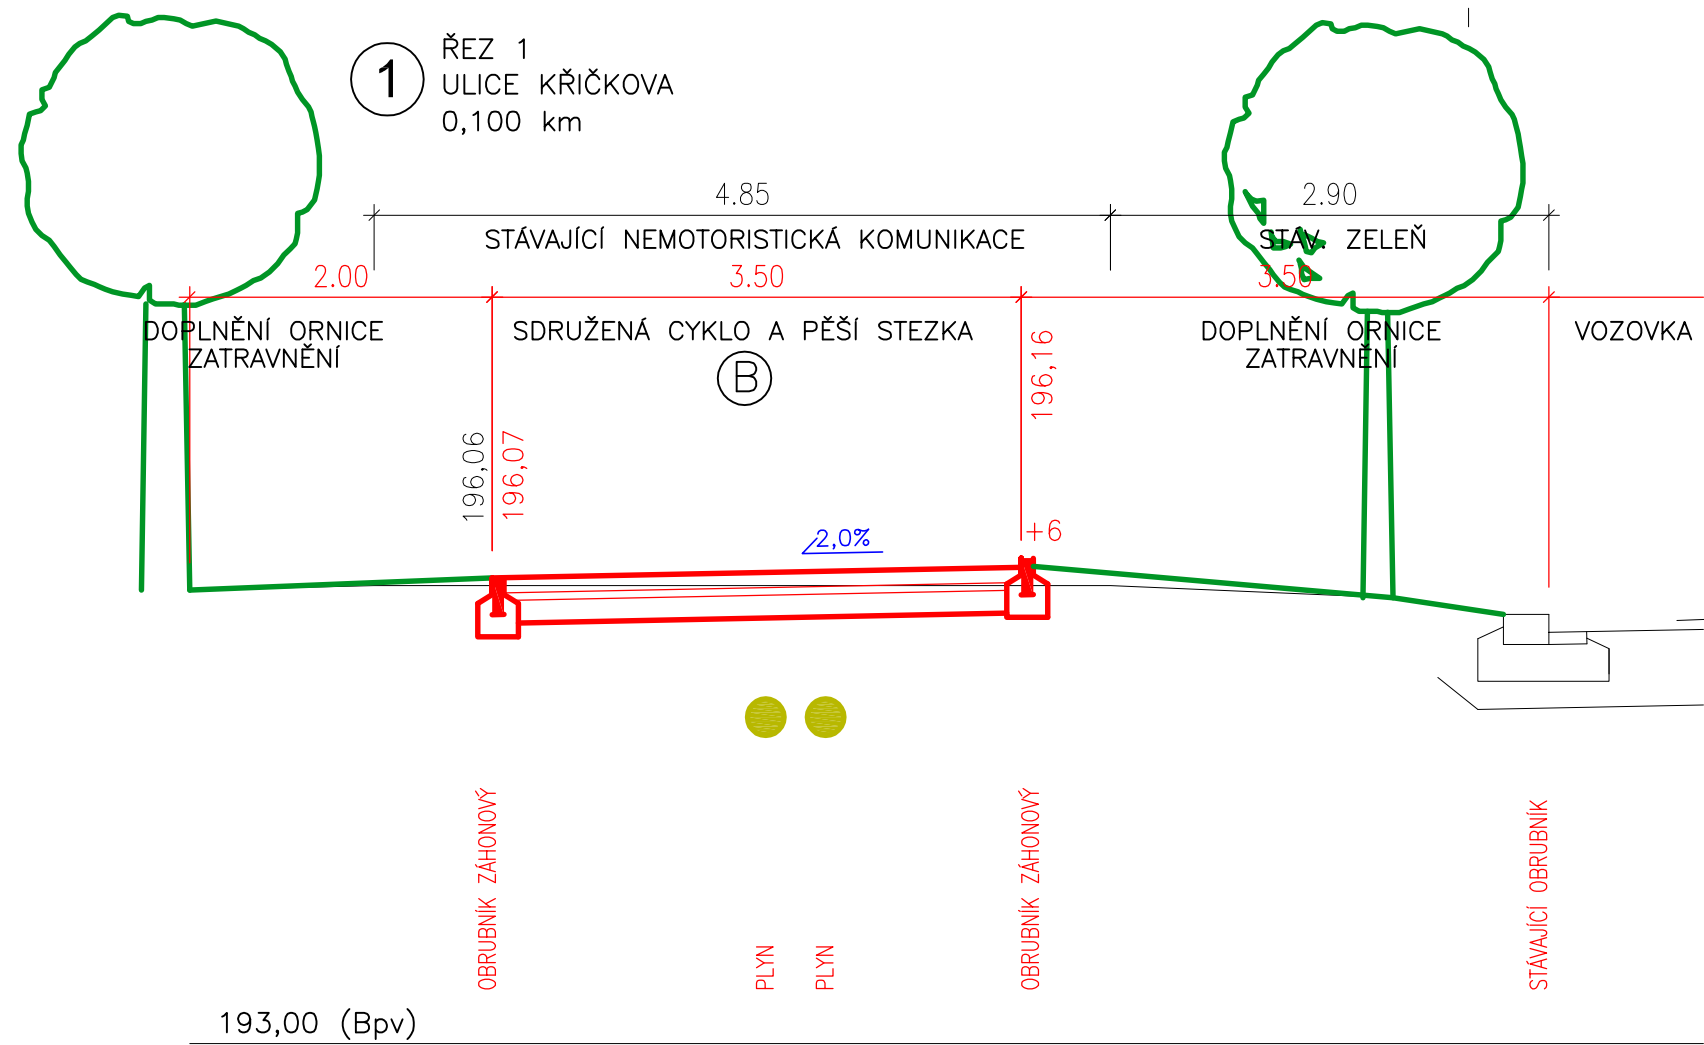 1
ŘEZ 1
ULICE KŘIČKOVA
0,100 km
4.85
2.90
STÁVAJÍCÍ NEMOTORISTICKÁ KOMUNIKACE
STÁV. ZELEŇ
2.00
3.50
3.50
DOPLNĚNÍ ORNICE
ZATRAVNĚNÍ
SDRUŽENÁ CYKLO A PĚŠÍ STEZKA
B
DOPLNĚNÍ ORNICE
ZATRAVNĚNÍ
VOZOVKA
196,06
196,07
196,16
2,0%
+6
OBRUBNÍK ZÁHONOVÝ
PLYN
PLYN
OBRUBNÍK ZÁHONOVÝ
STÁVAJÍCÍ OBRUBNÍK
193,00 (Bpv)